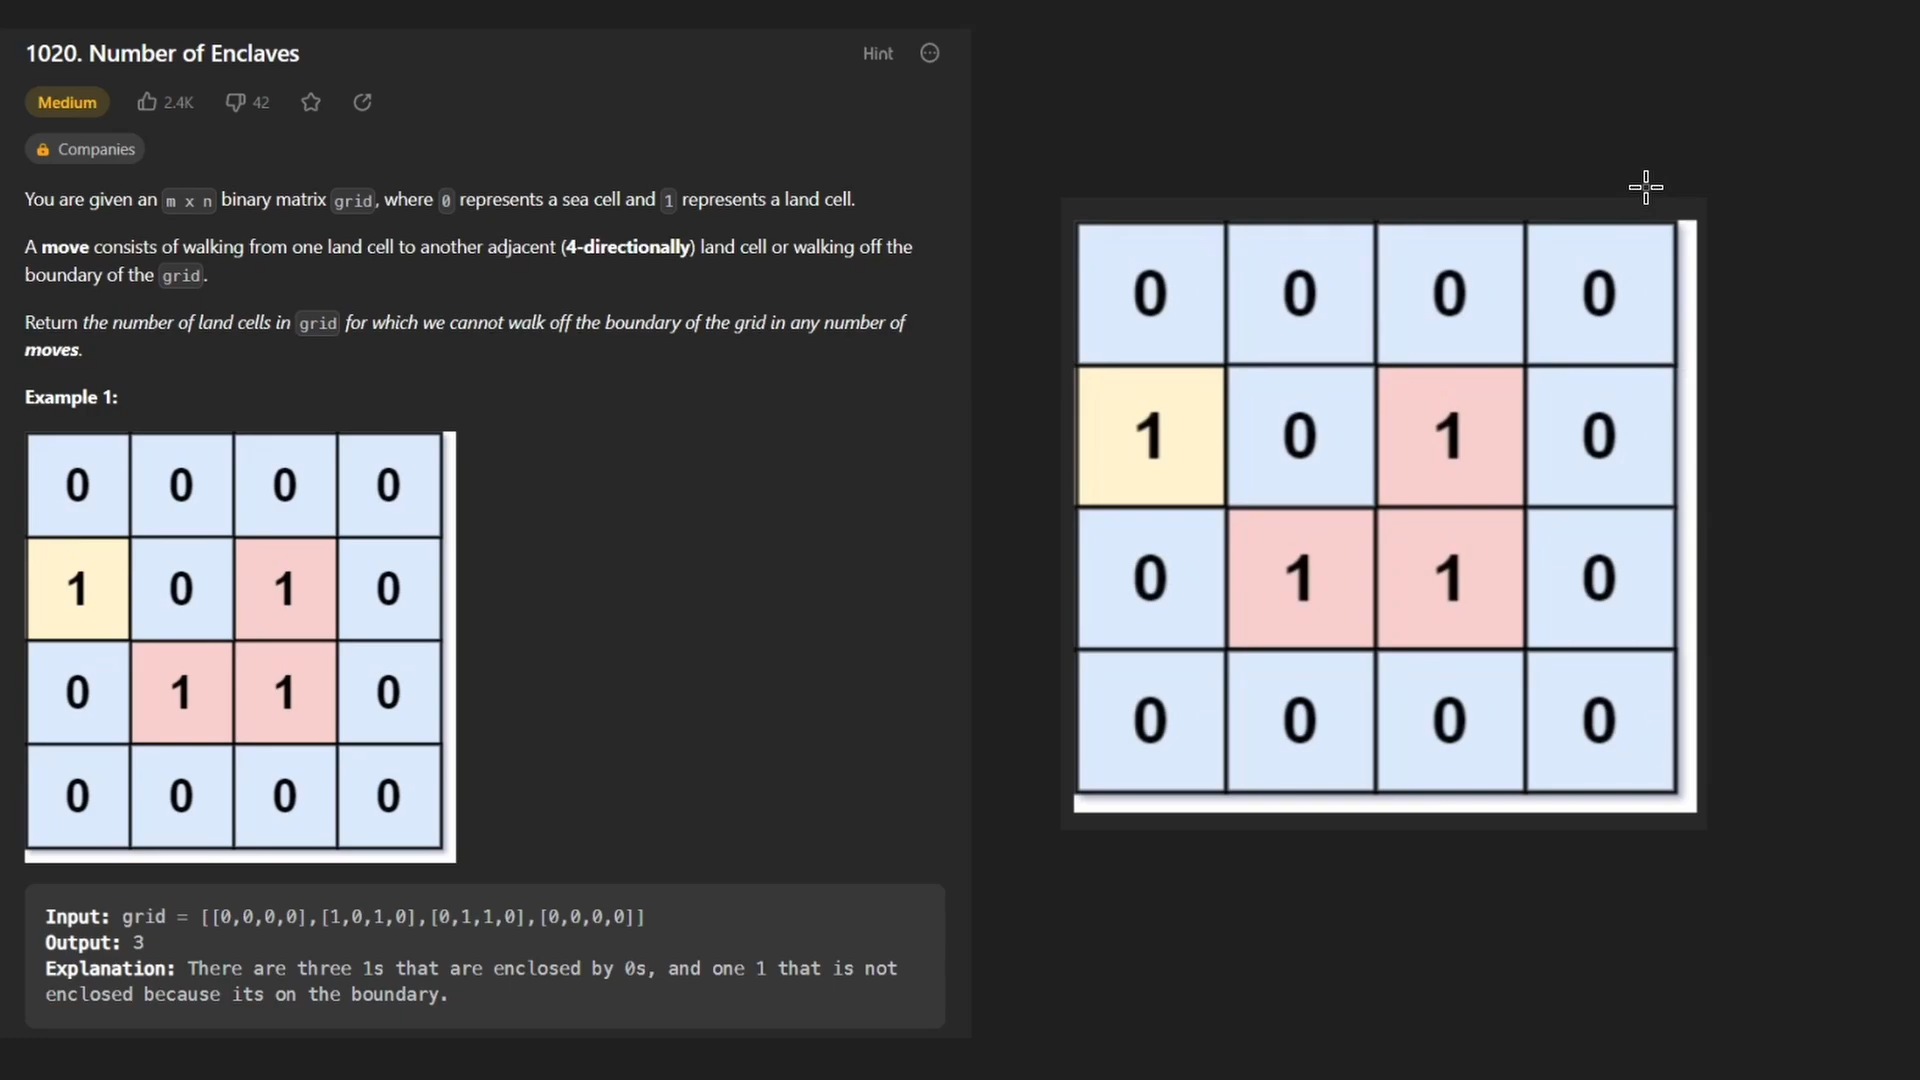 1020. Number of Enclaves
Hint
Medium 2.4K 42
Companies
You are given an m x n binary matrix grid, where 0 represents a sea cell and 1 represents a land cell.
A move consists of walking from one land cell to another adjacent (4-directionally) land cell or walking off the
boundary of the grid.
Return the number of land cells in grid for which we cannot walk off the boundary of the grid in any number of
moves.
Example 1:
0 0 0 0
1 0 1 0
0 1 1 0
0 0 0 0
Input: grid = [[0,0,0,0],[1,0,1,0],[0,1,1,0],[0,0,0,0]]
Output: 3
Explanation: There are three 1s that are enclosed by 0s, and one 1 that is not
enclosed because its on the boundary.
0 0 0 0
1 0 1 0
0 1 1 0
0 0 0 0